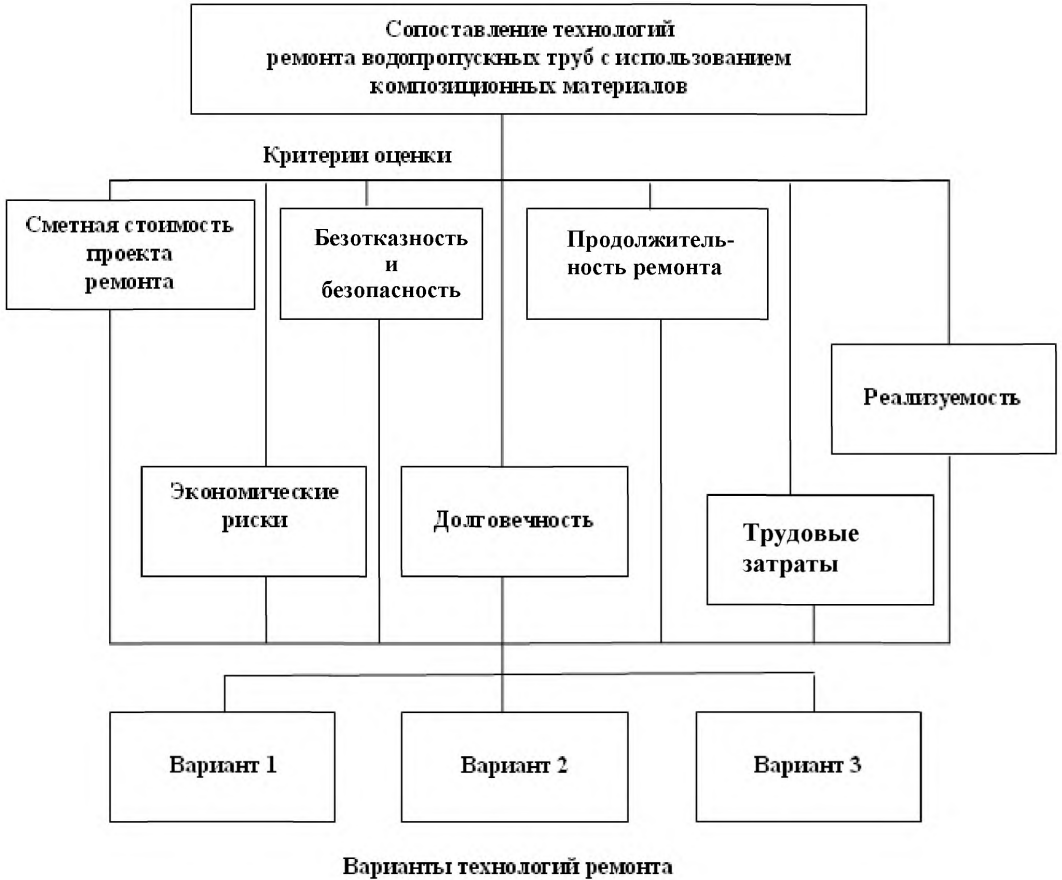 Сопоставление технологий
ремонта водопропускных труб с использованием
композиционных материалов
Критерии оценки
Сметная стоимость
проекта
ремонта
Безотказность
и
безопасность
Продолжитель-
ность ремонта
Реализуемость
Экономические
риски
Долговечность
Трудовые
затраты
Вариант 1
Вариант 2
Вариант 3
Варианты технологий ремонта